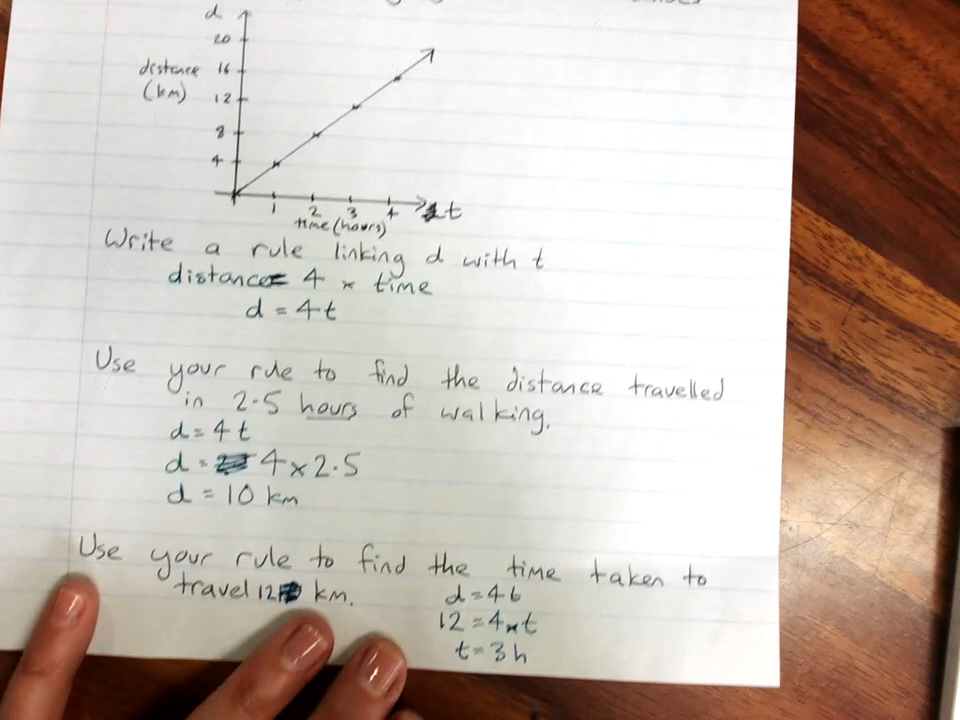 d
20
distance 16
(km) 12
8
4
1 2 3 4 t
time (hours)
Write a rule linking d with t
distance = 4 × time
d = 4t
Use your rule to find the distance travelled
in 2.5 hours of walking.
d = 4t
d = 4 × 2.5
d = 10 km
Use your rule to find the time taken to
travel 12 km.
d = 4t
12 = 4 × t
t = 3h